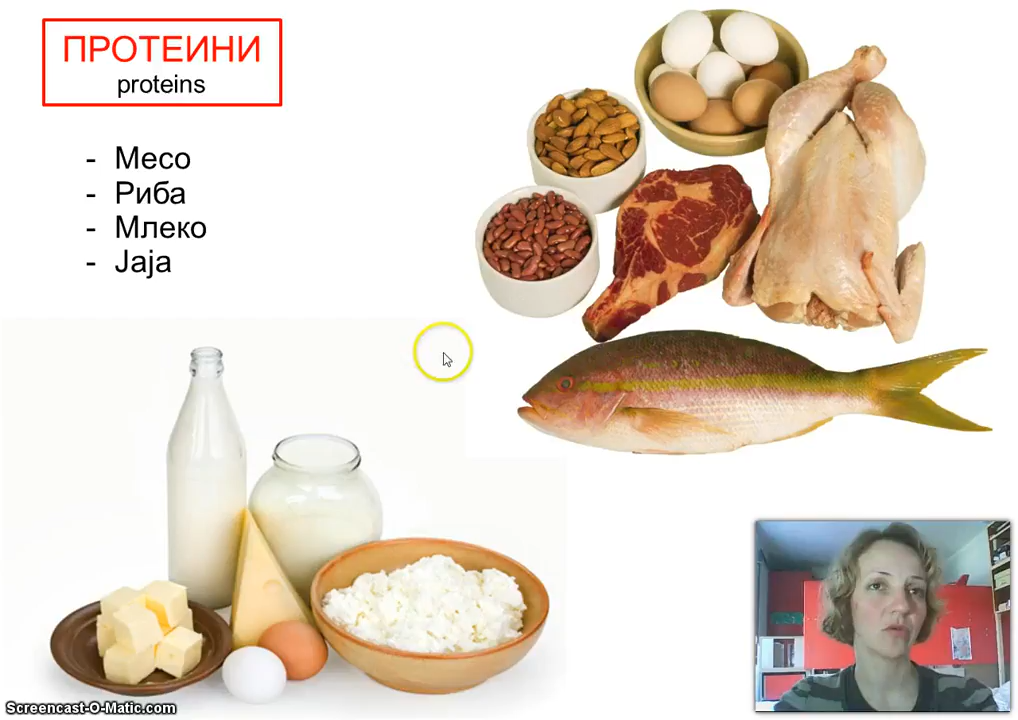 ПРОТЕИНИ
proteins
- Месо
- Риба
- Млеко
- Јаја
Screencast-O-Matic.com